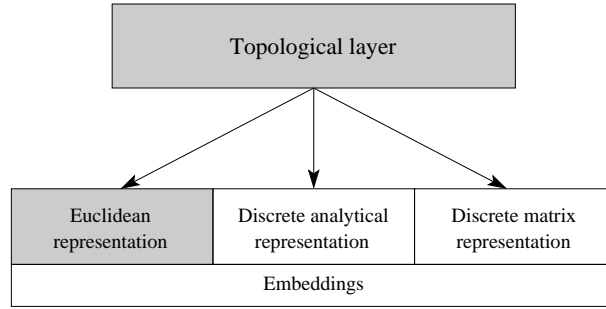 Topological layer
Euclidean
representation
Discrete analytical
representation
Discrete matrix
representation
Embeddings